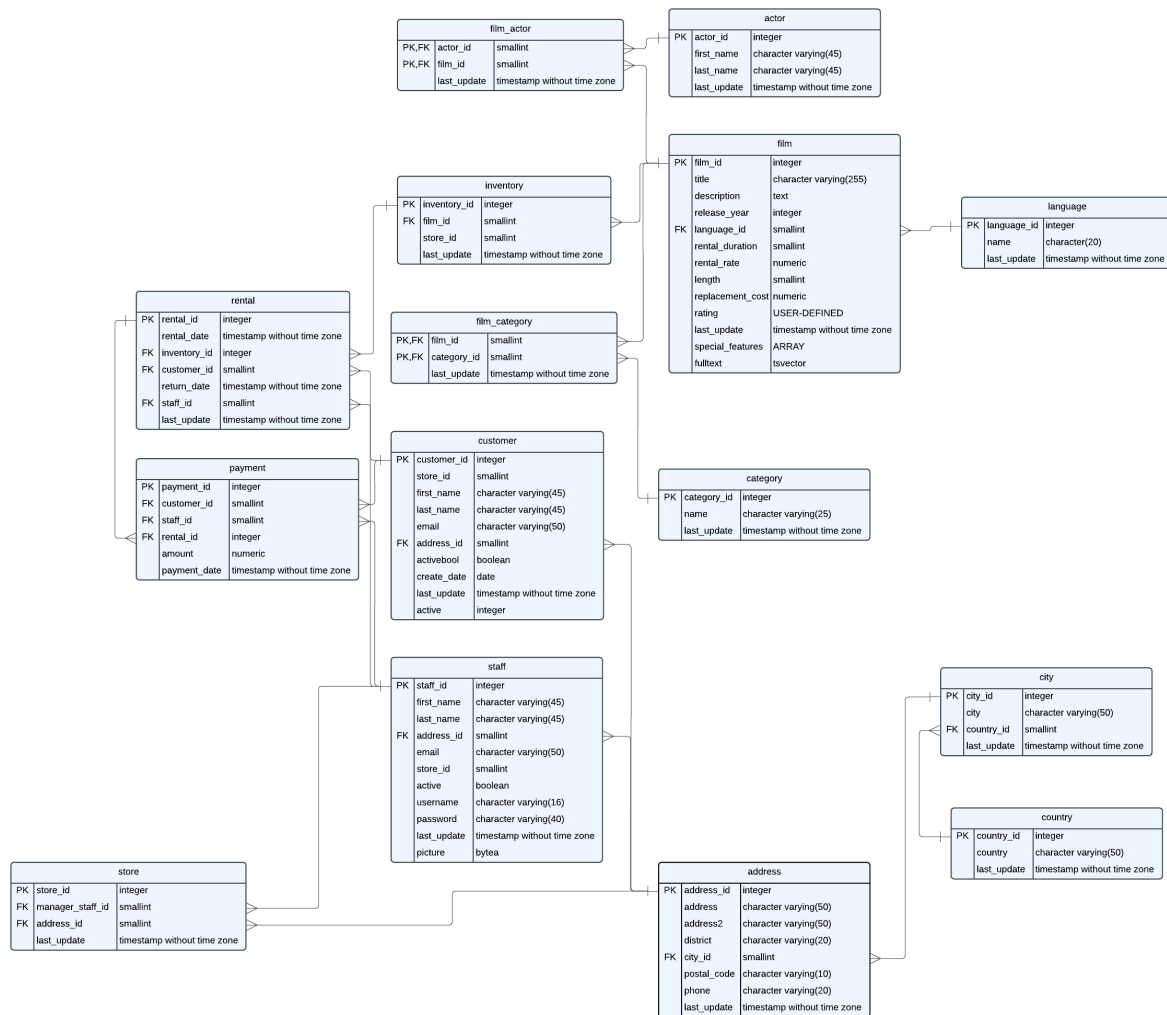 film_actor
PK,FK actor_id smallint
PK,FK film_id smallint
last_update timestamp without time zone
actor
PK actor_id integer
first_name character varying(45)
last_name character varying(45)
last_update timestamp without time zone
film
PK film_id integer
title character varying(255)
description text
release_year integer
FK language_id smallint
rental_duration smallint
rental_rate numeric
length smallint
replacement_cost numeric
rating USER-DEFINED
last_update timestamp without time zone
special_features ARRAY
fulltext tsvector
inventory
PK inventory_id integer
FK film_id smallint
store_id smallint
last_update timestamp without time zone
language
PK language_id integer
name character(20)
last_update timestamp without time zone
rental
PK rental_id integer
rental_date timestamp without time zone
FK inventory_id integer
FK customer_id smallint
return_date timestamp without time zone
FK staff_id smallint
last_update timestamp without time zone
film_category
PK,FK film_id smallint
PK,FK category_id smallint
last_update timestamp without time zone
payment
PK payment_id integer
FK customer_id smallint
FK staff_id smallint
FK rental_id integer
amount numeric
payment_date timestamp without time zone
customer
PK customer_id integer
store_id smallint
first_name character varying(45)
last_name character varying(45)
email character varying(50)
FK address_id smallint
activebool boolean
create_date date
last_update timestamp without time zone
active integer
category
PK category_id integer
name character varying(25)
last_update timestamp without time zone
staff
PK staff_id integer
first_name character varying(45)
last_name character varying(45)
FK address_id smallint
email character varying(50)
store_id smallint
active boolean
username character varying(16)
password character varying(40)
last_update timestamp without time zone
picture bytea
city
PK city_id integer
city character varying(50)
FK country_id smallint
last_update timestamp without time zone
country
PK country_id integer
country character varying(50)
last_update timestamp without time zone
store
PK store_id integer
FK manager_staff_id smallint
FK address_id smallint
last_update timestamp without time zone
address
PK address_id integer
address character varying(50)
address2 character varying(50)
district character varying(20)
FK city_id smallint
postal_code character varying(10)
phone character varying(20)
last_update timestamp without time zone